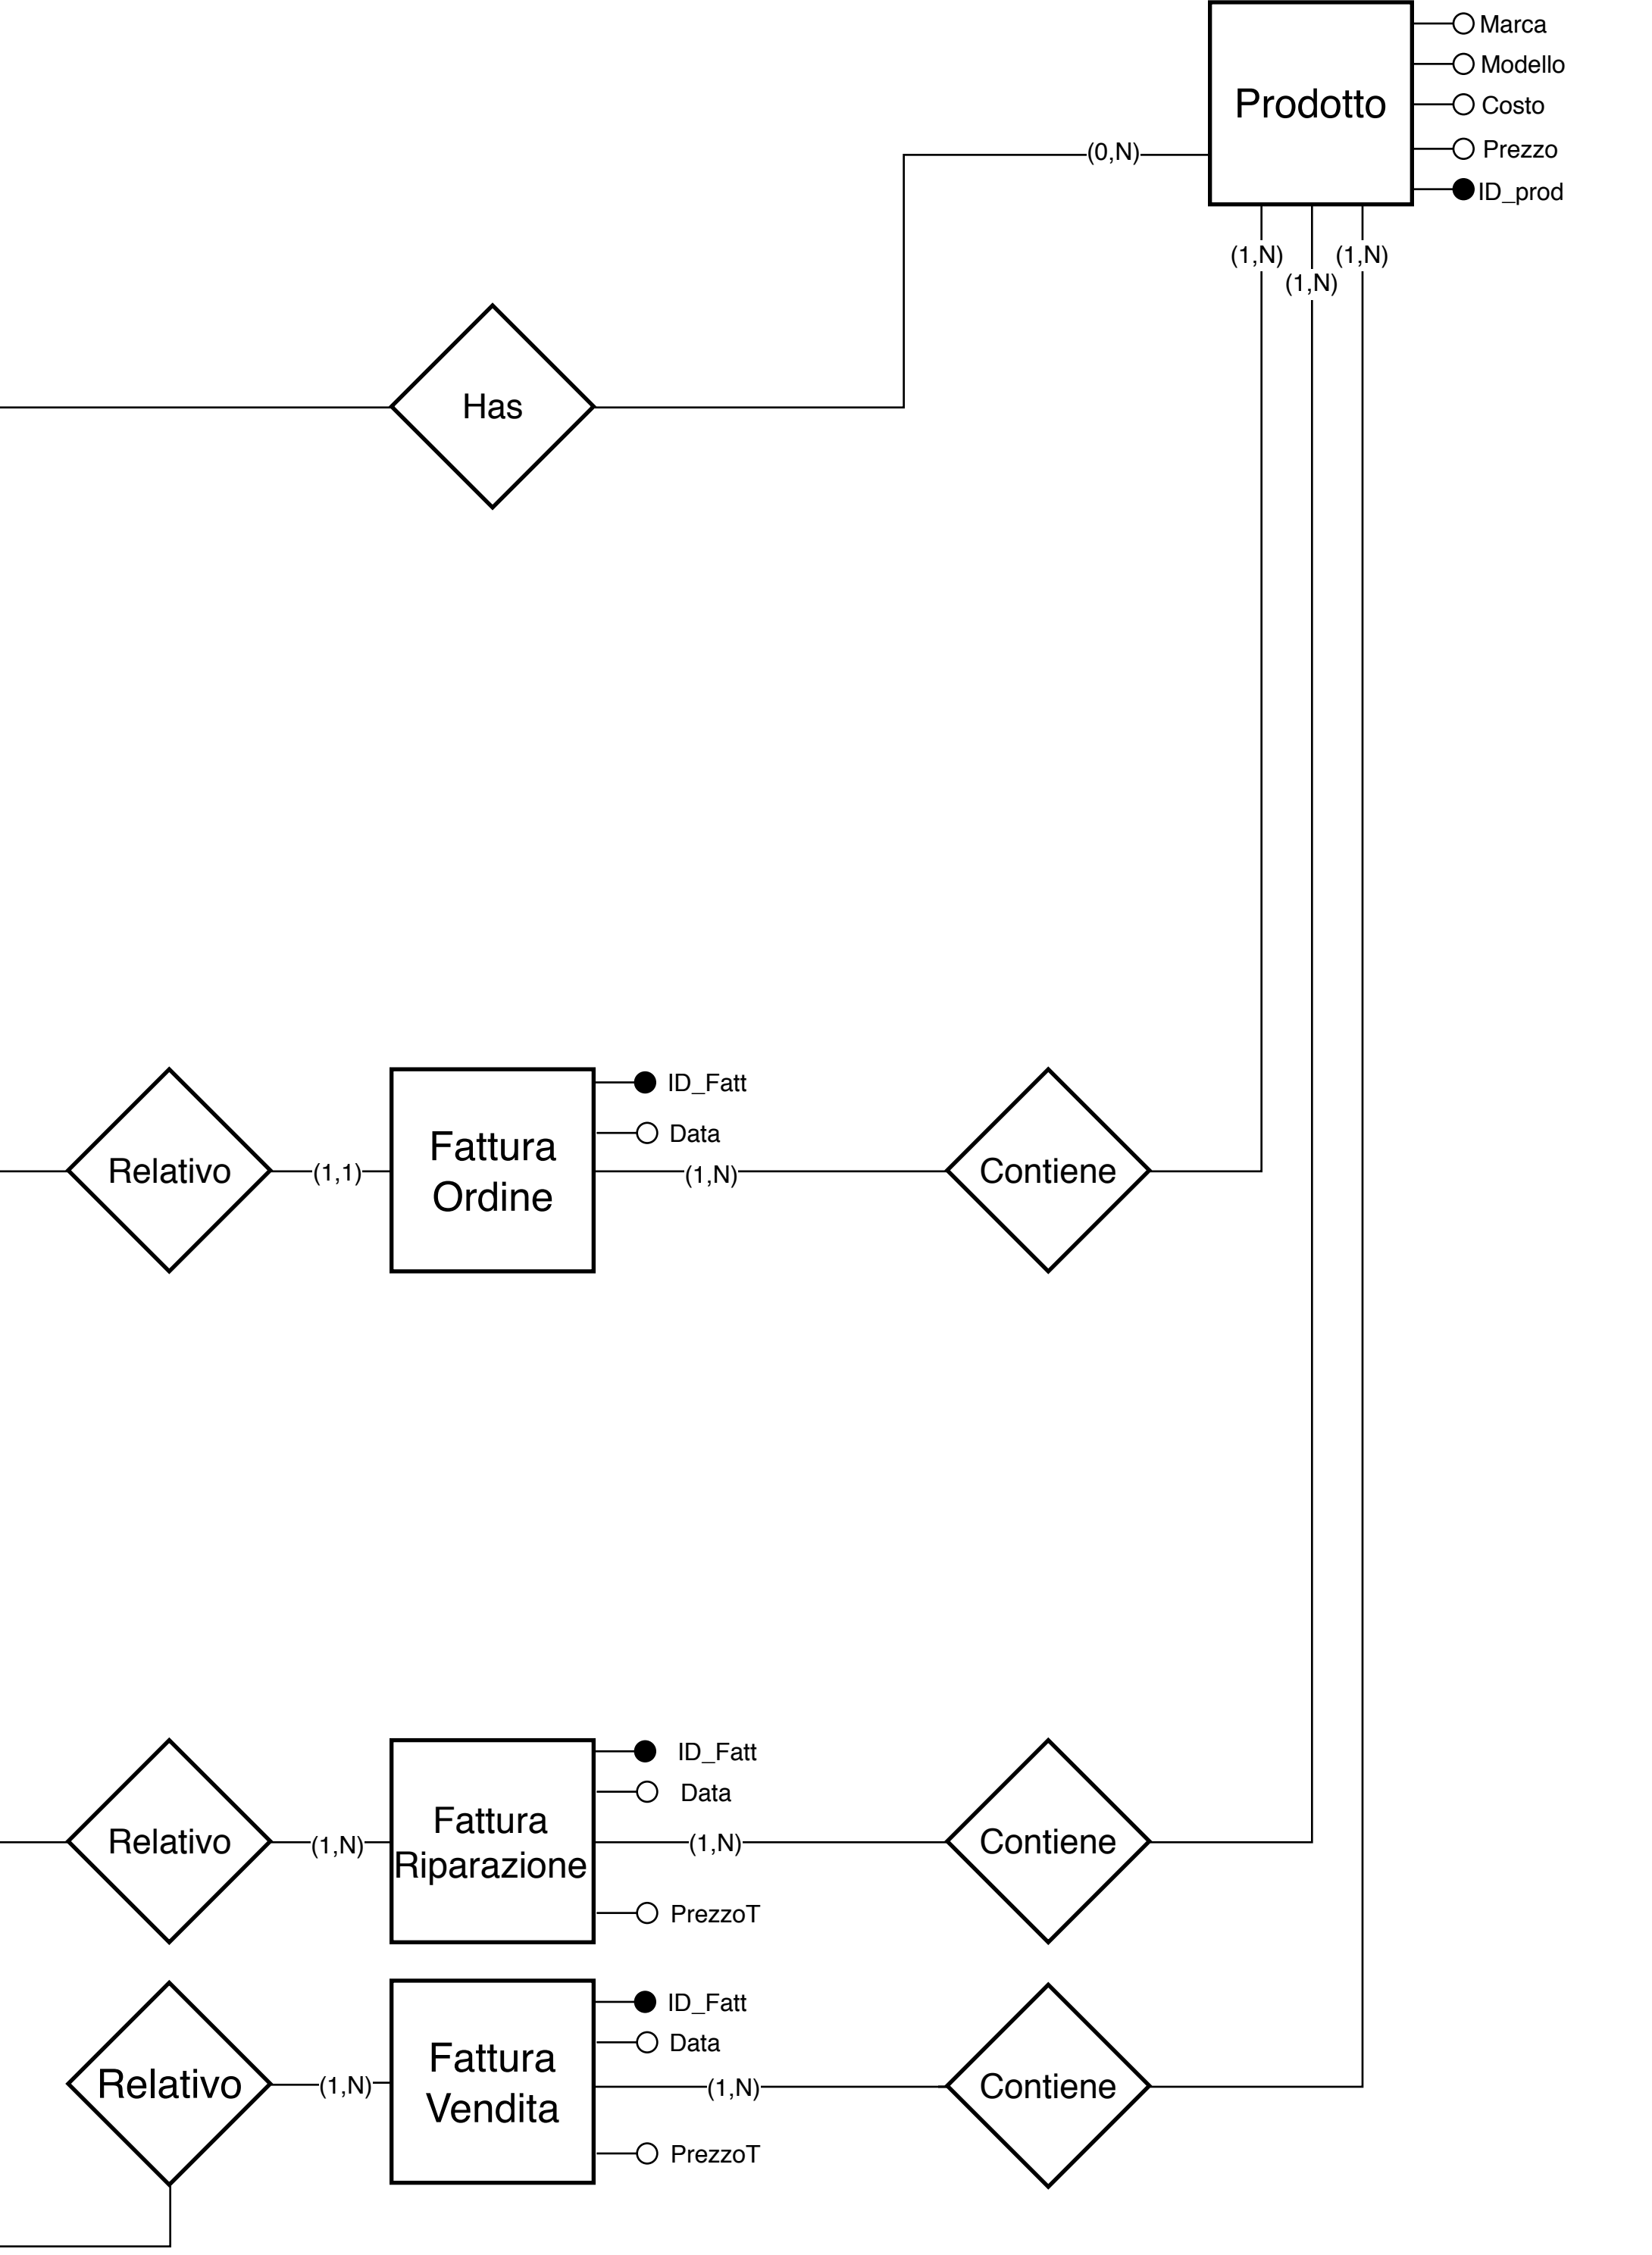 Marca
Modello
Prodotto
Costo
(0,N)
Prezzo
ID_prod
(1,N)
(1,N)
(1,N)
Has
ID_Fatt
Data
Relativo
(1,1)
Fattura
Ordine
(1,N)
Contiene
ID_Fatt
Data
Relativo
(1,N)
Fattura
Riparazione
(1,N)
Contiene
PrezzoT
ID_Fatt
Data
Relativo
(1,N)
Fattura
Vendita
(1,N)
Contiene
PrezzoT